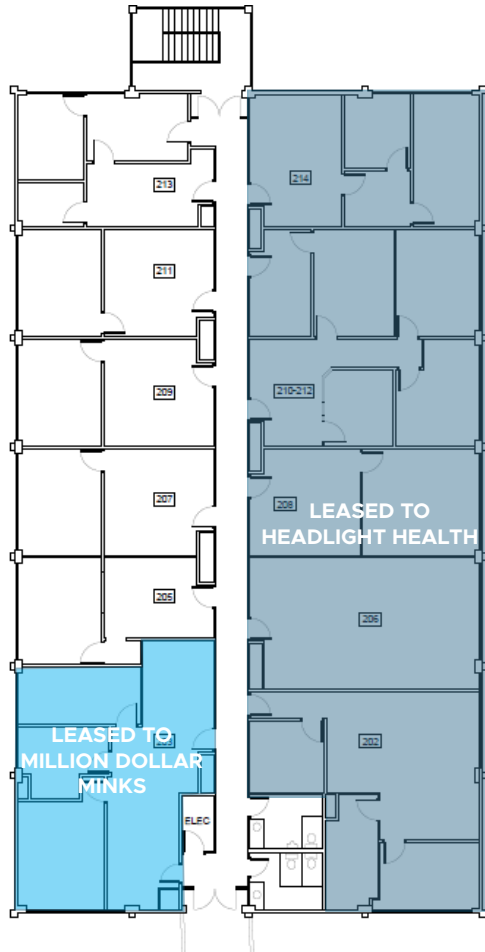 213
214
211
209
210-212
207
208
LEASED TO
HEADLIGHT HEALTH
205
206
LEASED TO
MILLION DOLLAR
MINKS
202
ELEC